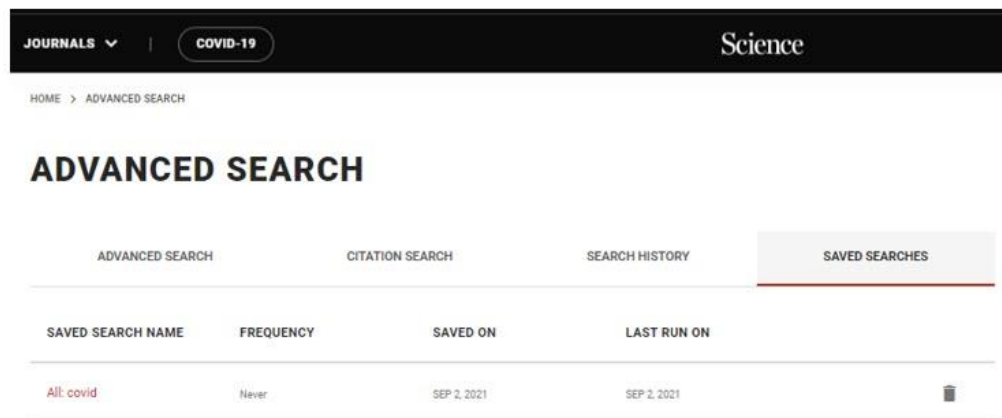 JOURNALS | COVID-19 Science
HOME > ADVANCED SEARCH
ADVANCED SEARCH
ADVANCED SEARCH CITATION SEARCH SEARCH HISTORY SAVED SEARCHES
SAVED SEARCH NAME FREQUENCY SAVED ON LAST RUN ON
All: covid Never SEP 2, 2021 SEP 2, 2021